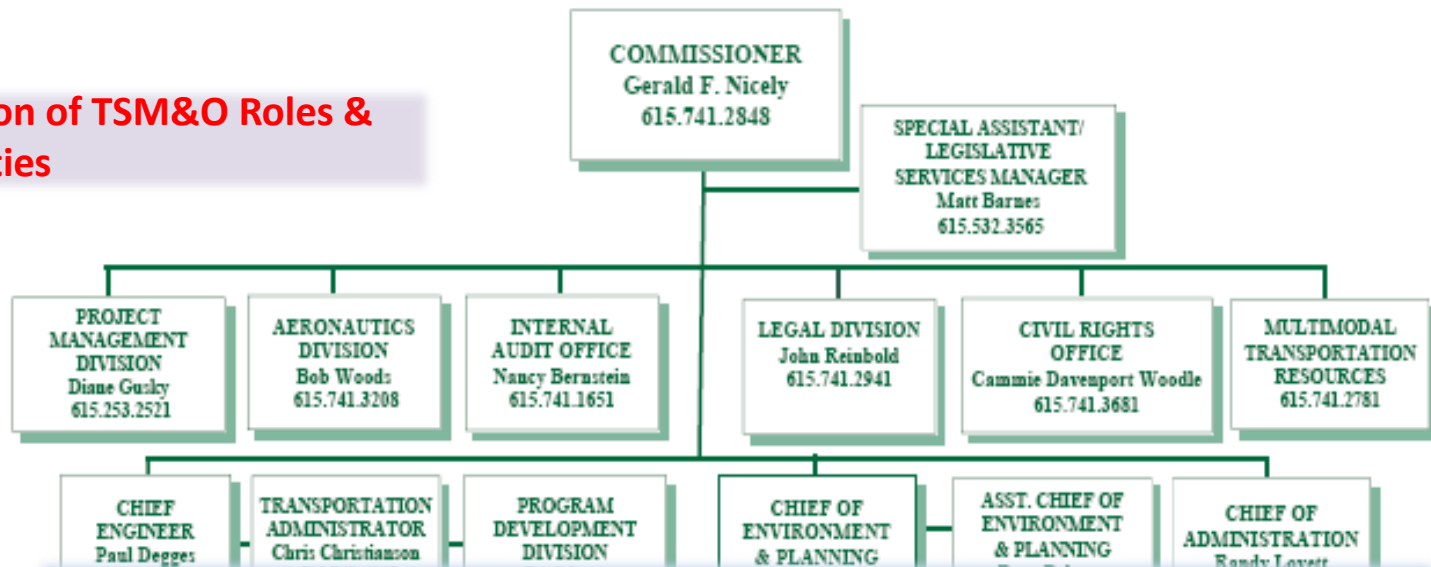 COMMISSIONER
Gerald F. Nicely
615.741.2848
on of TSM&O Roles &
ties
SPECIAL ASSISTANT/
LEGISLATIVE
SERVICES MANAGER
Matt Barnes
615.532.3565
PROJECT
MANAGEMENT
DIVISION
Diane Gusky
615.253.2521
AERONAUTICS
DIVISION
Bob Woods
615.741.3208
INTERNAL
AUDIT OFFICE
Nancy Bernstein
615.741.1651
LEGAL DIVISION
John Reinbold
615.741.2941
CIVIL RIGHTS
OFFICE
Cammie Davenport Woodle
615.741.3681
MULTIMODAL
TRANSPORTATION
RESOURCES
615.741.2781
CHIEF
ENGINEER
Paul Degges
TRANSPORTATION
ADMINISTRATOR
Chris Christianson
PROGRAM
DEVELOPMENT
DIVISION
CHIEF OF
ENVIRONMENT
& PLANNING
ASST. CHIEF OF
ENVIRONMENT
& PLANNING
CHIEF OF
ADMINISTRATION
Randy Lovett